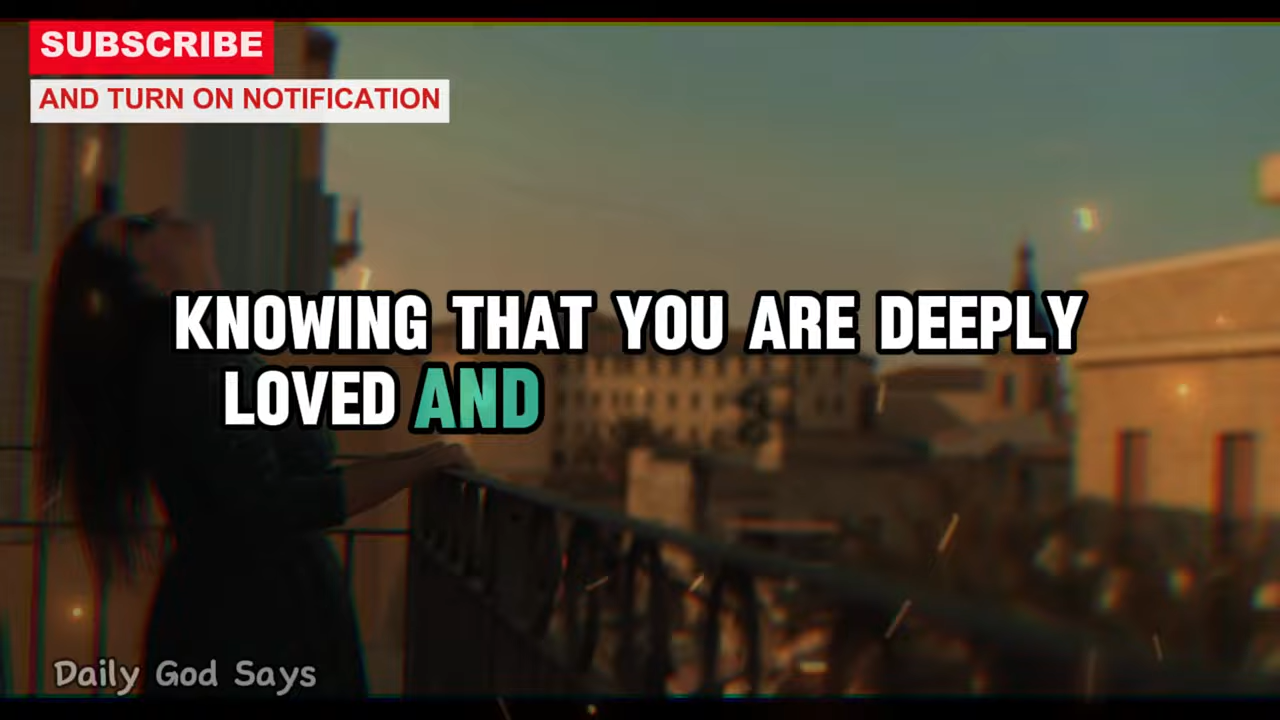 SUBSCRIBE
AND TURN ON NOTIFICATION
KNOWING THAT YOU ARE DEEPLY
LOVED AND
Daily God Says